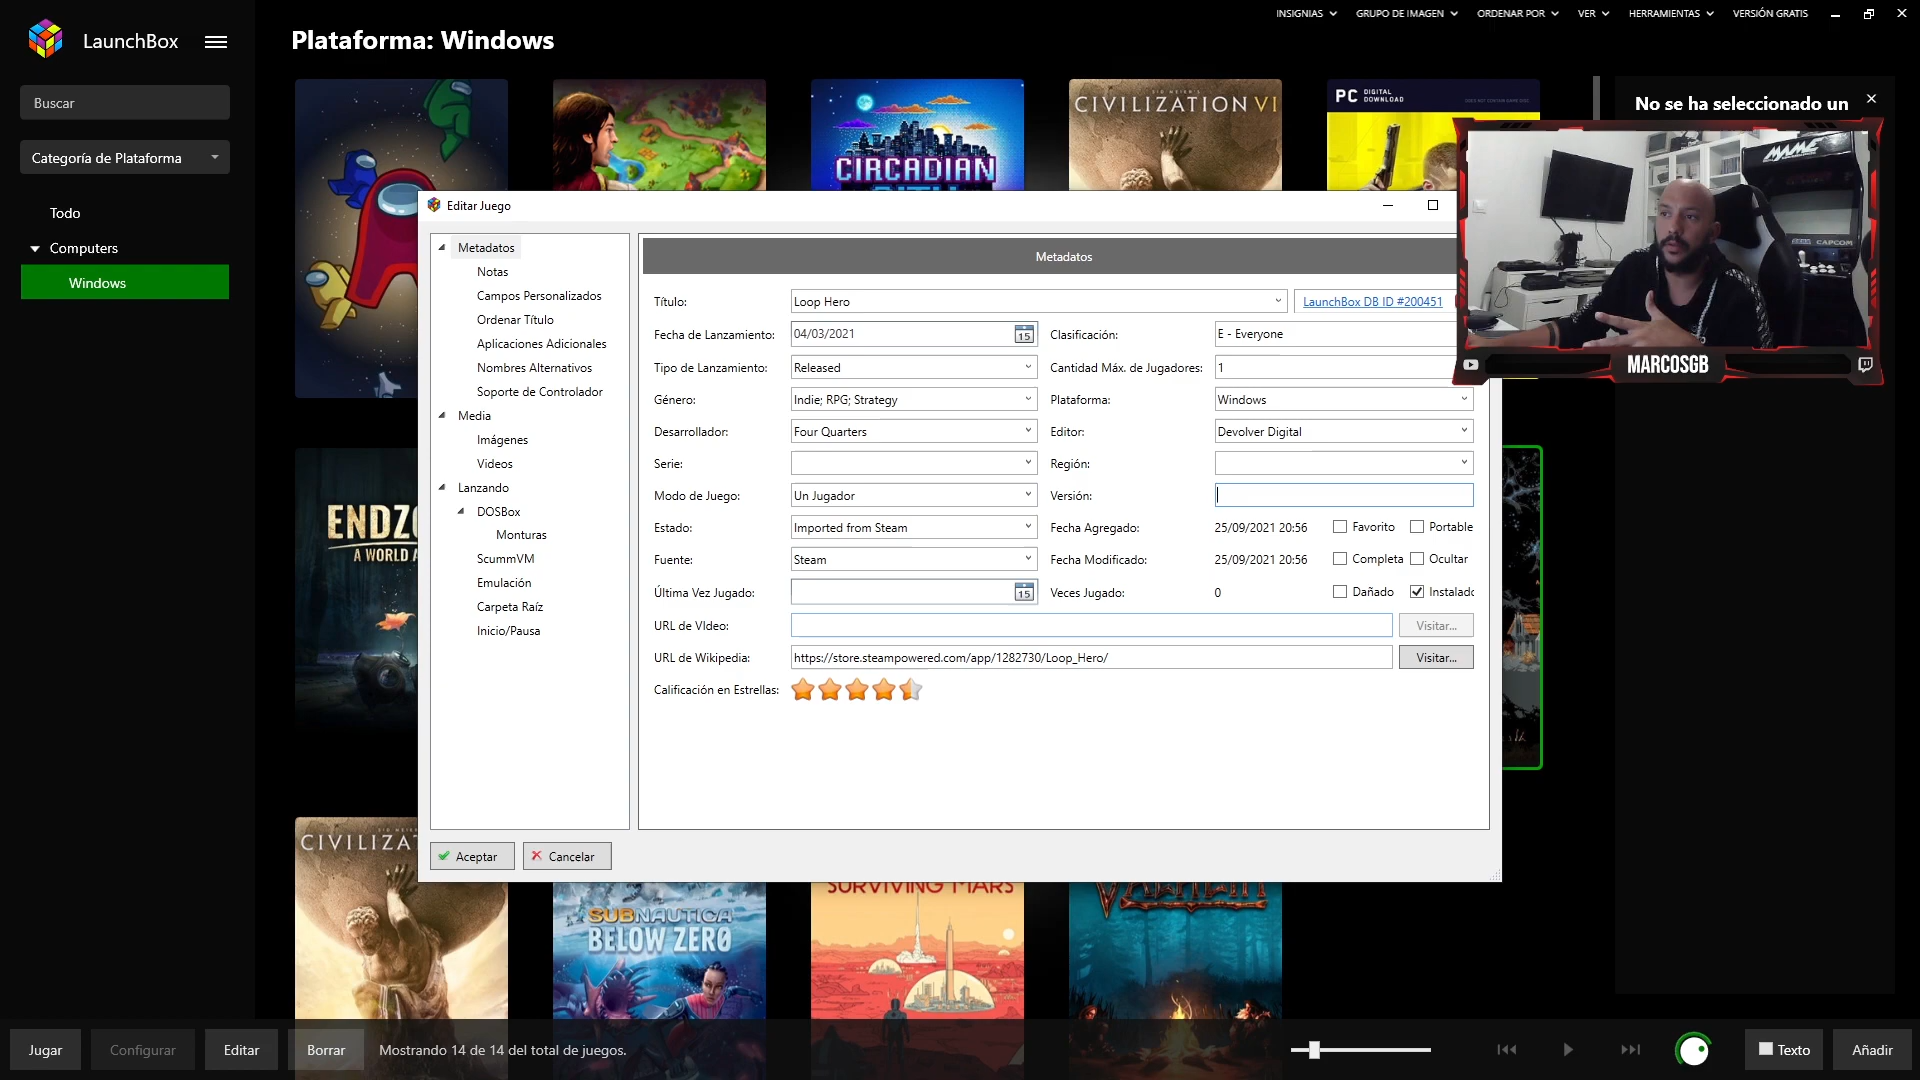 LaunchBox
Plataforma: Windows
INSIGNIAS
GRUPO DE IMAGEN
ORDENAR POR
VER
HERRAMIENTAS
VERSIÓN GRATIS
Buscar
Categoría de Plataforma
Todo
Computers
Windows
CIRCADIAN
CIVILIZATION VI
PC DIGITAL
DOWNLOAD
No se ha seleccionado un
MAME
SEGA
CAPCOM
MARCOSGB
Editar Juego
Metadatos
Notas
Campos Personalizados
Ordenar Título
Aplicaciones Adicionales
Nombres Alternativos
Soporte de Controlador
Media
Imágenes
Videos
Lanzando
DOSBox
Monturas
ScummVM
Emulación
Carpeta Raíz
Inicio/Pausa
Metadatos
Título: Loop Hero LaunchBox DB ID #200451
Fecha de Lanzamiento: 04/03/2021 15 Clasificación: E - Everyone
Tipo de Lanzamiento: Released Cantidad Máx. de Jugadores: 1
Género: Indie; RPG; Strategy Plataforma: Windows
Desarrollador: Four Quarters Editor: Devolver Digital
Serie: Región:
Modo de Juego: Un Jugador Versión:
Estado: Imported from Steam Fecha Agregado: 25/09/2021 20:56 Favorito Portable
Fuente: Steam Fecha Modificado: 25/09/2021 20:56 Completa Ocultar
Última Vez Jugado: 15 Veces Jugado: 0 Dañado Instalado
URL de VIdeo: Visitar...
URL de Wikipedia: https://store.steampowered.com/app/1282730/Loop_Hero/ Visitar...
Calificación en Estrellas:
Aceptar
Cancelar
ENDZO
A WORLD A
CIVILIZAT
SUBNAUTICA
BELOW ZERO
SURVIVING MARS
VALHEIM
Jugar
Configurar
Editar
Borrar
Mostrando 14 de 14 del total de juegos.
Texto
Añadir